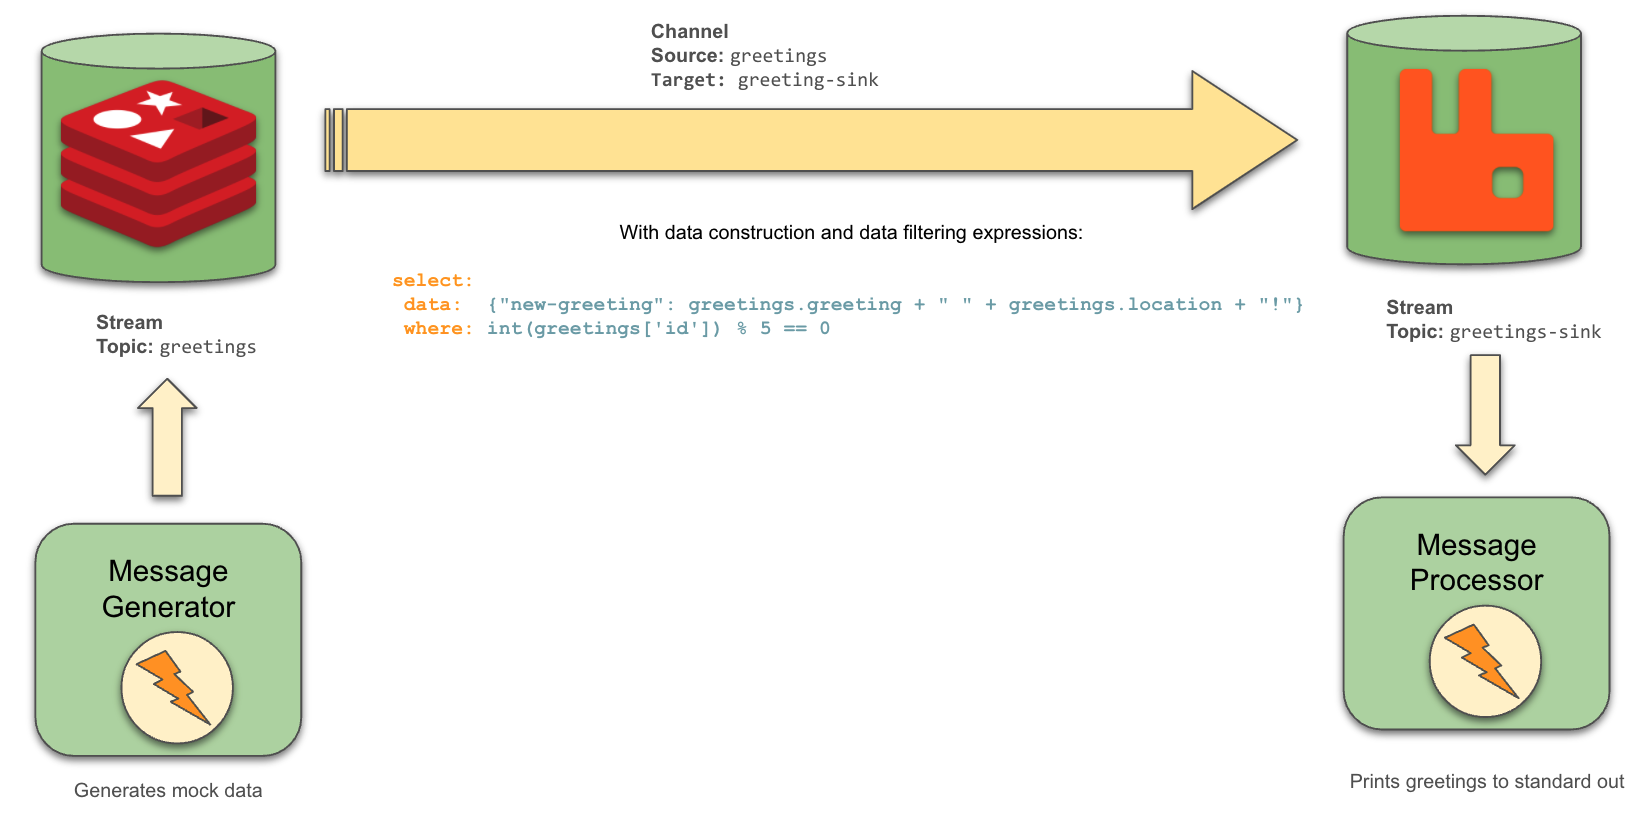 Channel
Source: greetings
Target: greeting-sink
With data construction and data filtering expressions:
select:
data: {"new-greeting": greetings.greeting + " " + greetings.location + "!"}
where: int(greetings['id']) % 5 == 0
Stream
Topic: greetings
Stream
Topic: greetings-sink
Message
Generator
Generates mock data
Message
Processor
Prints greetings to standard out